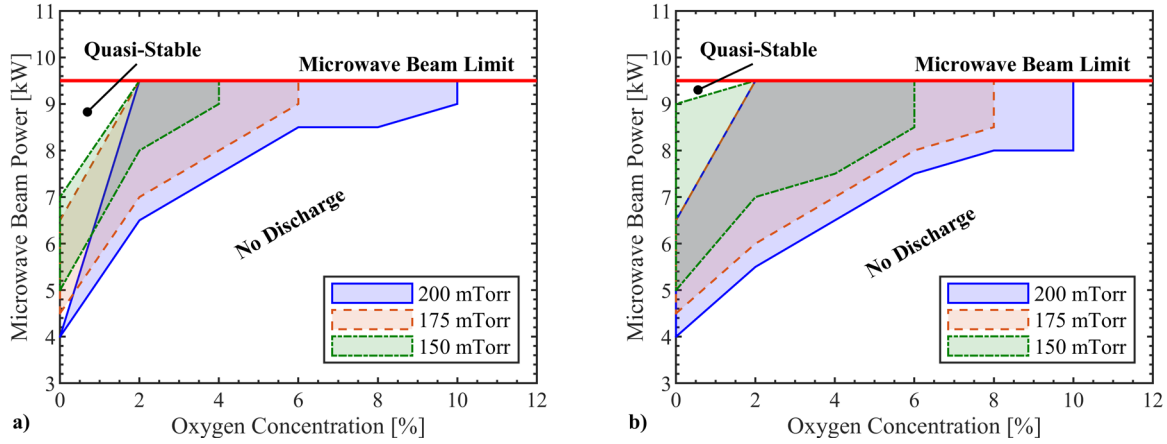 11
10
9
8
7
6
5
4
3
Microwave Beam Power [kW]
Quasi-Stable
Microwave Beam Limit
No Discharge
200 mTorr
175 mTorr
150 mTorr
0 2 4 6 8 10 12
a) Oxygen Concentration [%]
11
10
9
8
7
6
5
4
3
Microwave Beam Power [kW]
Quasi-Stable
Microwave Beam Limit
No Discharge
200 mTorr
175 mTorr
150 mTorr
0 2 4 6 8 10 12
b) Oxygen Concentration [%]